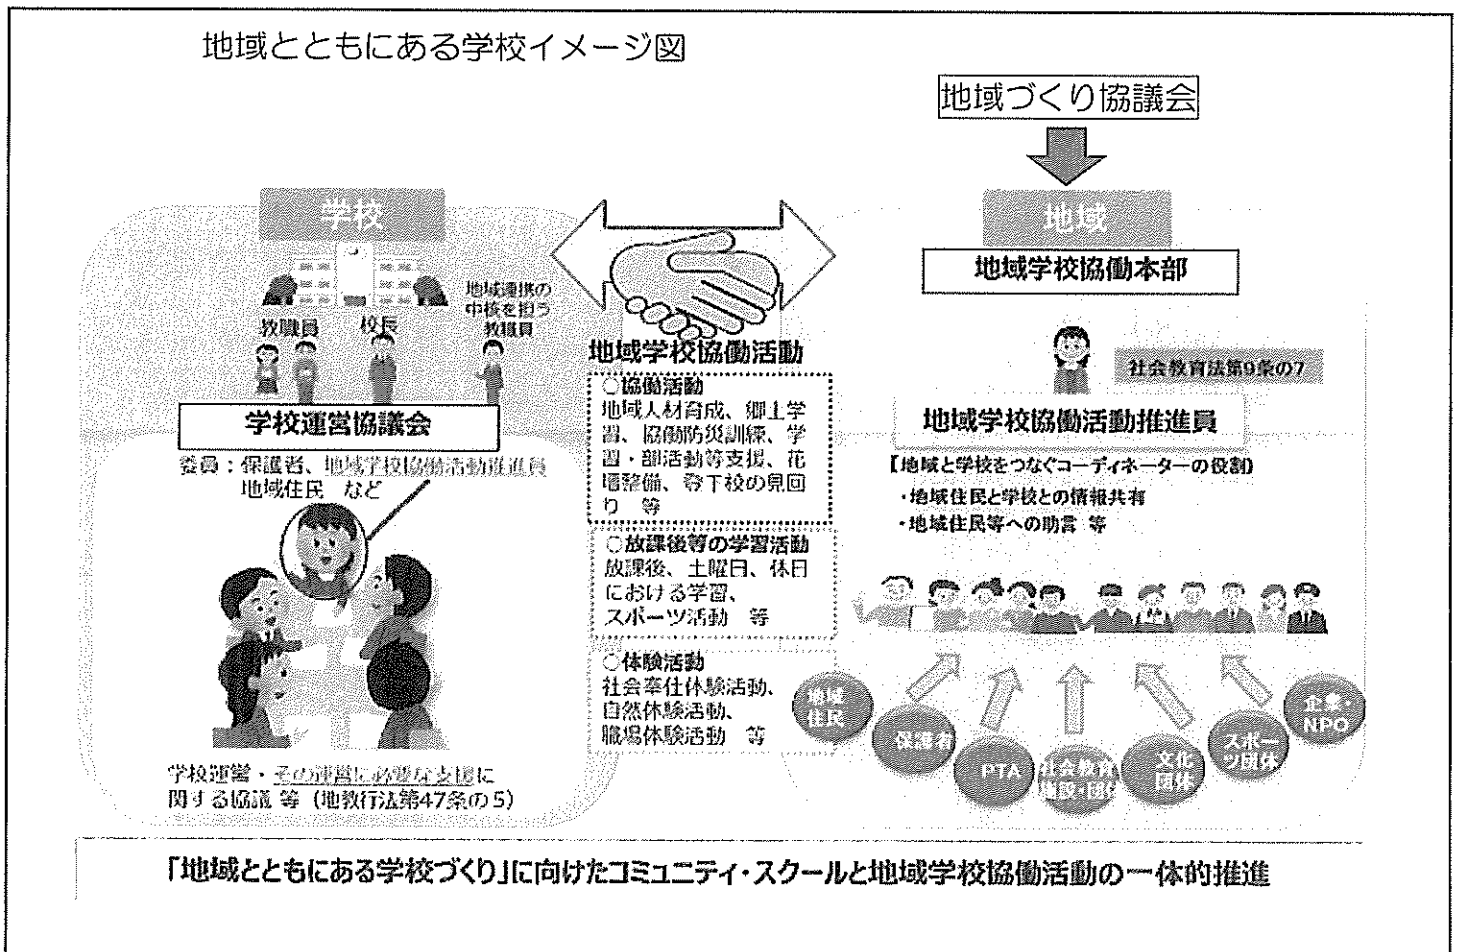 地域とともにある学校イメージ図
地域づくり協議会
学校
地域
地域学校協働本部
地域連携の
中核を担う
教職員
教職員
校長
地域学校協働活動
社会教育法第9条の7
学校運営協議会
委員：保護者、地域学校協働活動推進員
地域住民 など
○協働活動
地域人材育成、郷土学
習、協働防災訓練、学
習・部活動等支援、花
壇整備、登下校の見回
り 等
○放課後等の学習活動
放課後、土曜日、休日
における学習、
スポーツ活動 等
○体験活動
社会奉仕体験活動、
自然体験活動、
職場体験活動 等
地域学校協働活動推進員
【地域と学校をつなぐコーディネーターの役割】
・地域住民と学校との情報共有
・地域住民等への助言 等
地域
住民
保護者
PTA
社会教育
施設・団体
文化
団体
スポー
ツ団体
企業・
NPO
学校運営・その運営に必要な支援に
関する協議 等（地教行法第47条の5）
「地域とともにある学校づくり」に向けたコミュニティ・スクールと地域学校協働活動の一体的推進